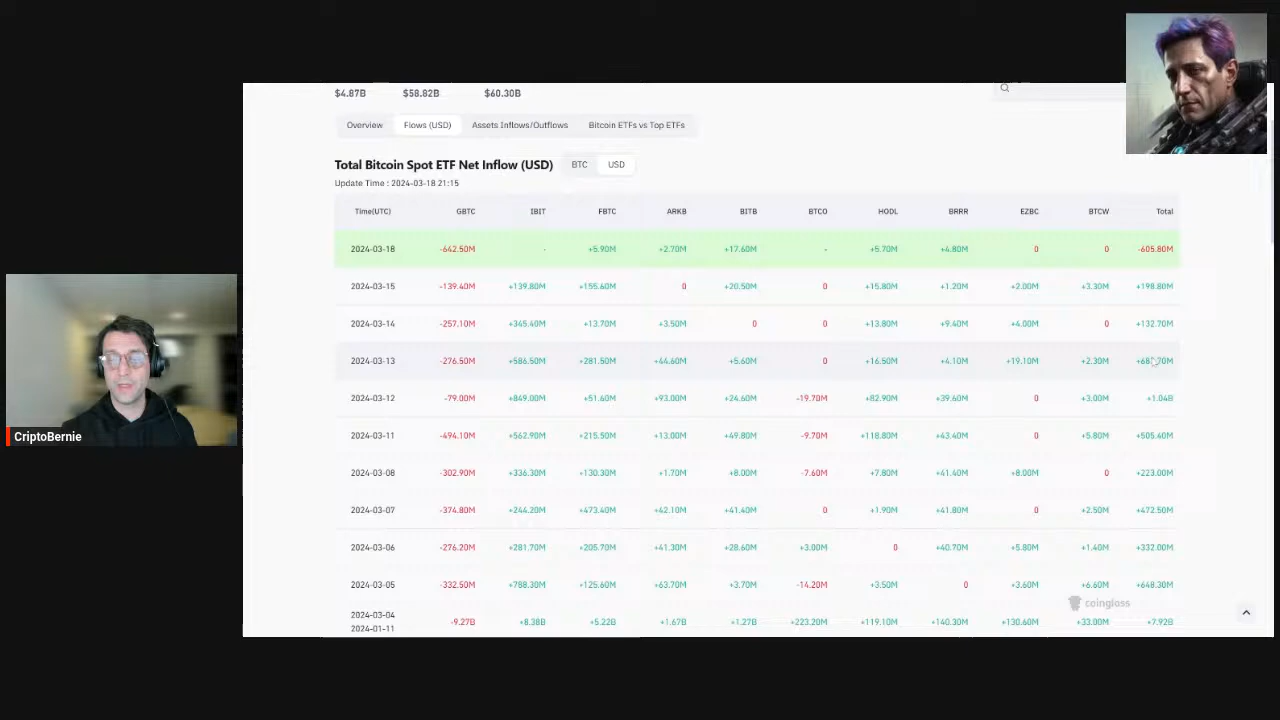 $4.87B $58.82B $60.30B
Overview Flows (USD) Assets Inflows/Outflows Bitcoin ETFs vs Top ETFs
Total Bitcoin Spot ETF Net Inflow (USD) BTC USD
Update Time : 2024-03-18 21:15
Time(UTC) GBTC IBIT FBTC ARKB BITB BTCO HODL BRRR EZBC BTCW Total
2024-03-18 -642.50M - +5.90M +2.70M +17.60M - +5.70M +4.80M 0 0 -605.80M
2024-03-15 -139.40M +139.80M +155.60M 0 +20.50M 0 +15.80M +1.20M +2.00M +3.30M +198.80M
2024-03-14 -257.10M +345.40M +13.70M +3.50M 0 0 +13.80M +9.40M +4.00M 0 +132.70M
2024-03-13 -276.50M +586.50M +281.50M +44.60M +5.60M 0 +16.50M +4.10M +19.10M +2.30M
2024-03-12 -79.00M +849.00M +51.60M +93.00M +24.60M -19.70M +82.90M +39.60M 0 +3.00M +1.04B
2024-03-11 -494.10M +562.90M +215.50M +13.00M +49.80M -9.70M +118.80M +43.40M 0 +5.80M +505.40M
2024-03-08 -302.90M +336.30M +130.30M +1.70M +8.00M -7.60M +7.80M +41.40M +8.00M 0 +223.00M
2024-03-07 -374.80M +244.20M +473.40M +42.10M +41.40M 0 +1.90M +41.80M 0 +2.50M +472.50M
2024-03-06 -276.20M +281.70M +205.70M +41.30M +28.60M +3.00M 0 +40.70M +5.80M +1.40M +332.00M
2024-03-05 -332.50M +788.30M +125.60M +63.70M +3.70M -14.20M +3.50M 0 +3.60M +6.60M +648.30M
2024-03-04
2024-01-11 -9.27B +8.38B +5.22B +1.67B +1.27B +223.20M +119.10M +140.30M +130.60M +33.00M +7.92B
coinglass
CriptoBernie